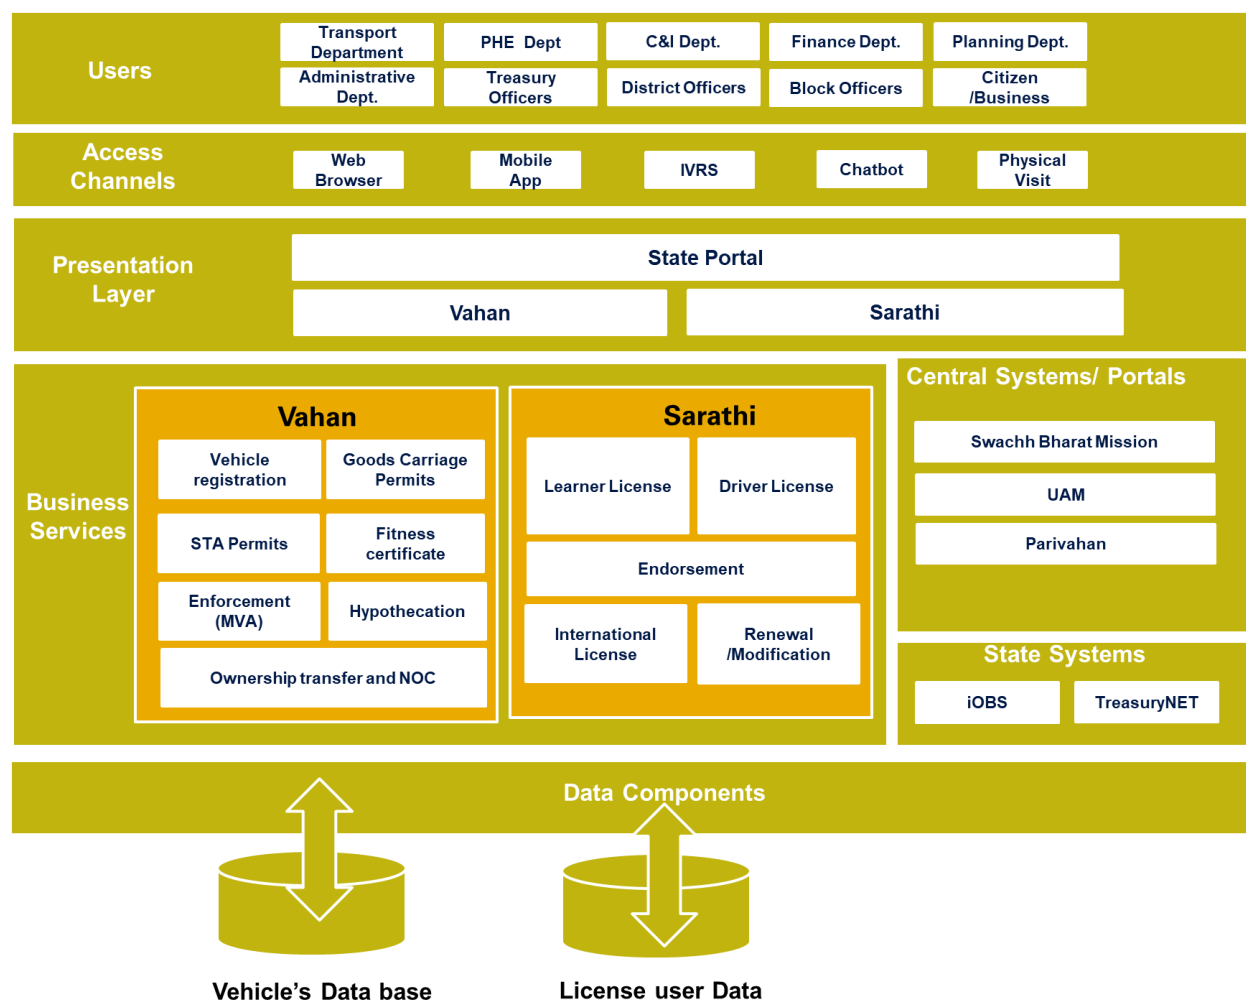 Users
Transport
Department
PHE Dept
C&I Dept.
Finance Dept.
Planning Dept.
Administrative
Dept.
Treasury
Officers
District Officers
Block Officers
Citizen
/Business
Access
Channels
Web
Browser
Mobile
App
IVRS
Chatbot
Physical
Visit
Presentation
Layer
State Portal
Vahan
Sarathi
Business
Services
Vahan
Vehicle
registration
Goods Carriage
Permits
STA Permits
Fitness
certificate
Enforcement
(MVA)
Hypothecation
Ownership transfer and NOC
Sarathi
Learner License
Driver License
Endorsement
International
License
Renewal
/Modification
Central Systems/ Portals
Swachh Bharat Mission
UAM
Parivahan
State Systems
iOBS
TreasuryNET
Data Components
Vehicle's Data base
License user Data